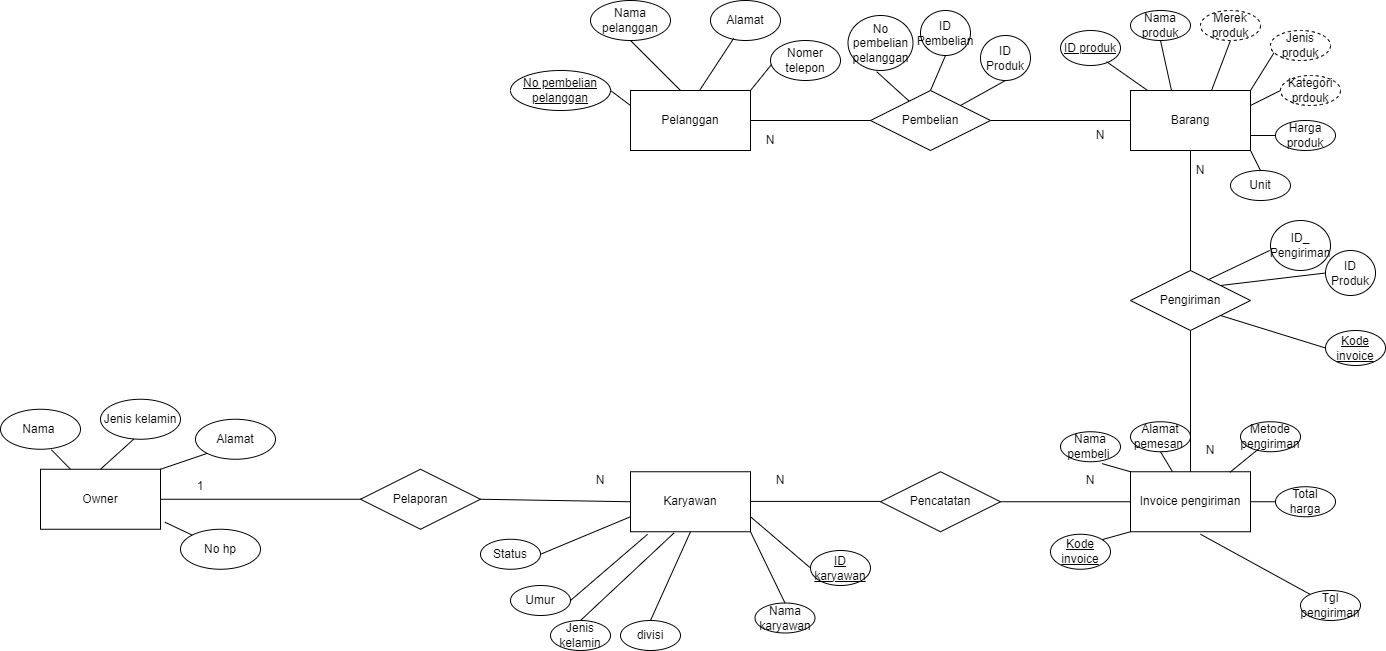 Nama
pelanggan
Alamat
Nomer
telepon
No pembelian
pelanggan
Pelanggan
N
No
pembelian
pelanggan
ID
Pembelian
ID
Produk
Pembelian
N
ID produk
Nama
produk
Merek
produk
Jenis
produk
Kategori
prdouk
Harga
produk
Unit
Barang
N
ID_
Pengiriman
ID
Produk
Pengiriman
Kode
invoice
N
Nama
Jenis kelamin
Alamat
Owner
No hp
1
Pelaporan
N
Karyawan
Status
Umur
Jenis
kelamin
divisi
Nama
karyawan
ID
karyawan
N
Pencatatan
N
Nama
pembeli
Alamat
pemesan
Metode
pengiriman
Invoice pengiriman
Total
harga
Kode
invoice
Tgl
pengiriman